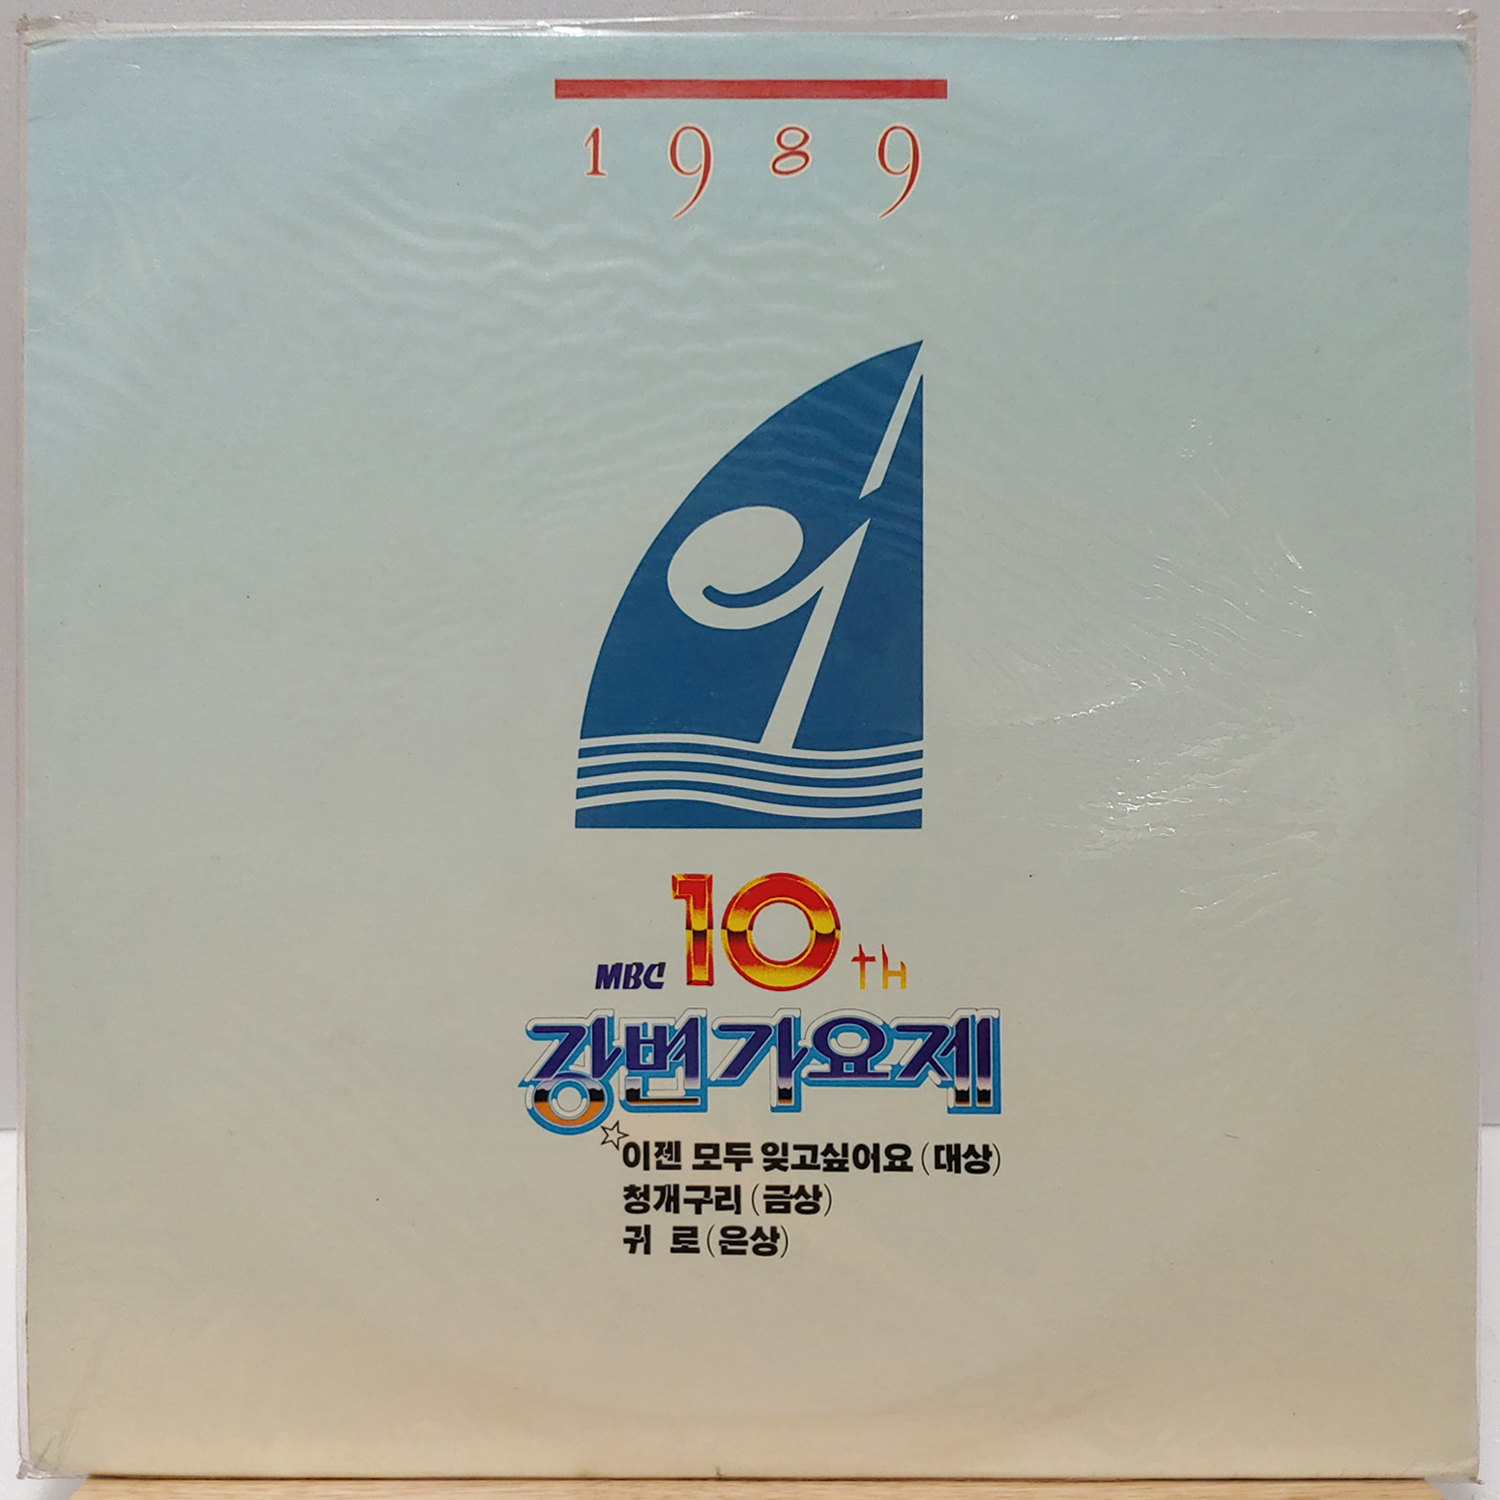 1989
MBC 10th
강변가요제
☆이젠 모두 잊고싶어요 (대상)
청개구리 (금상)
귀 로 (은상)